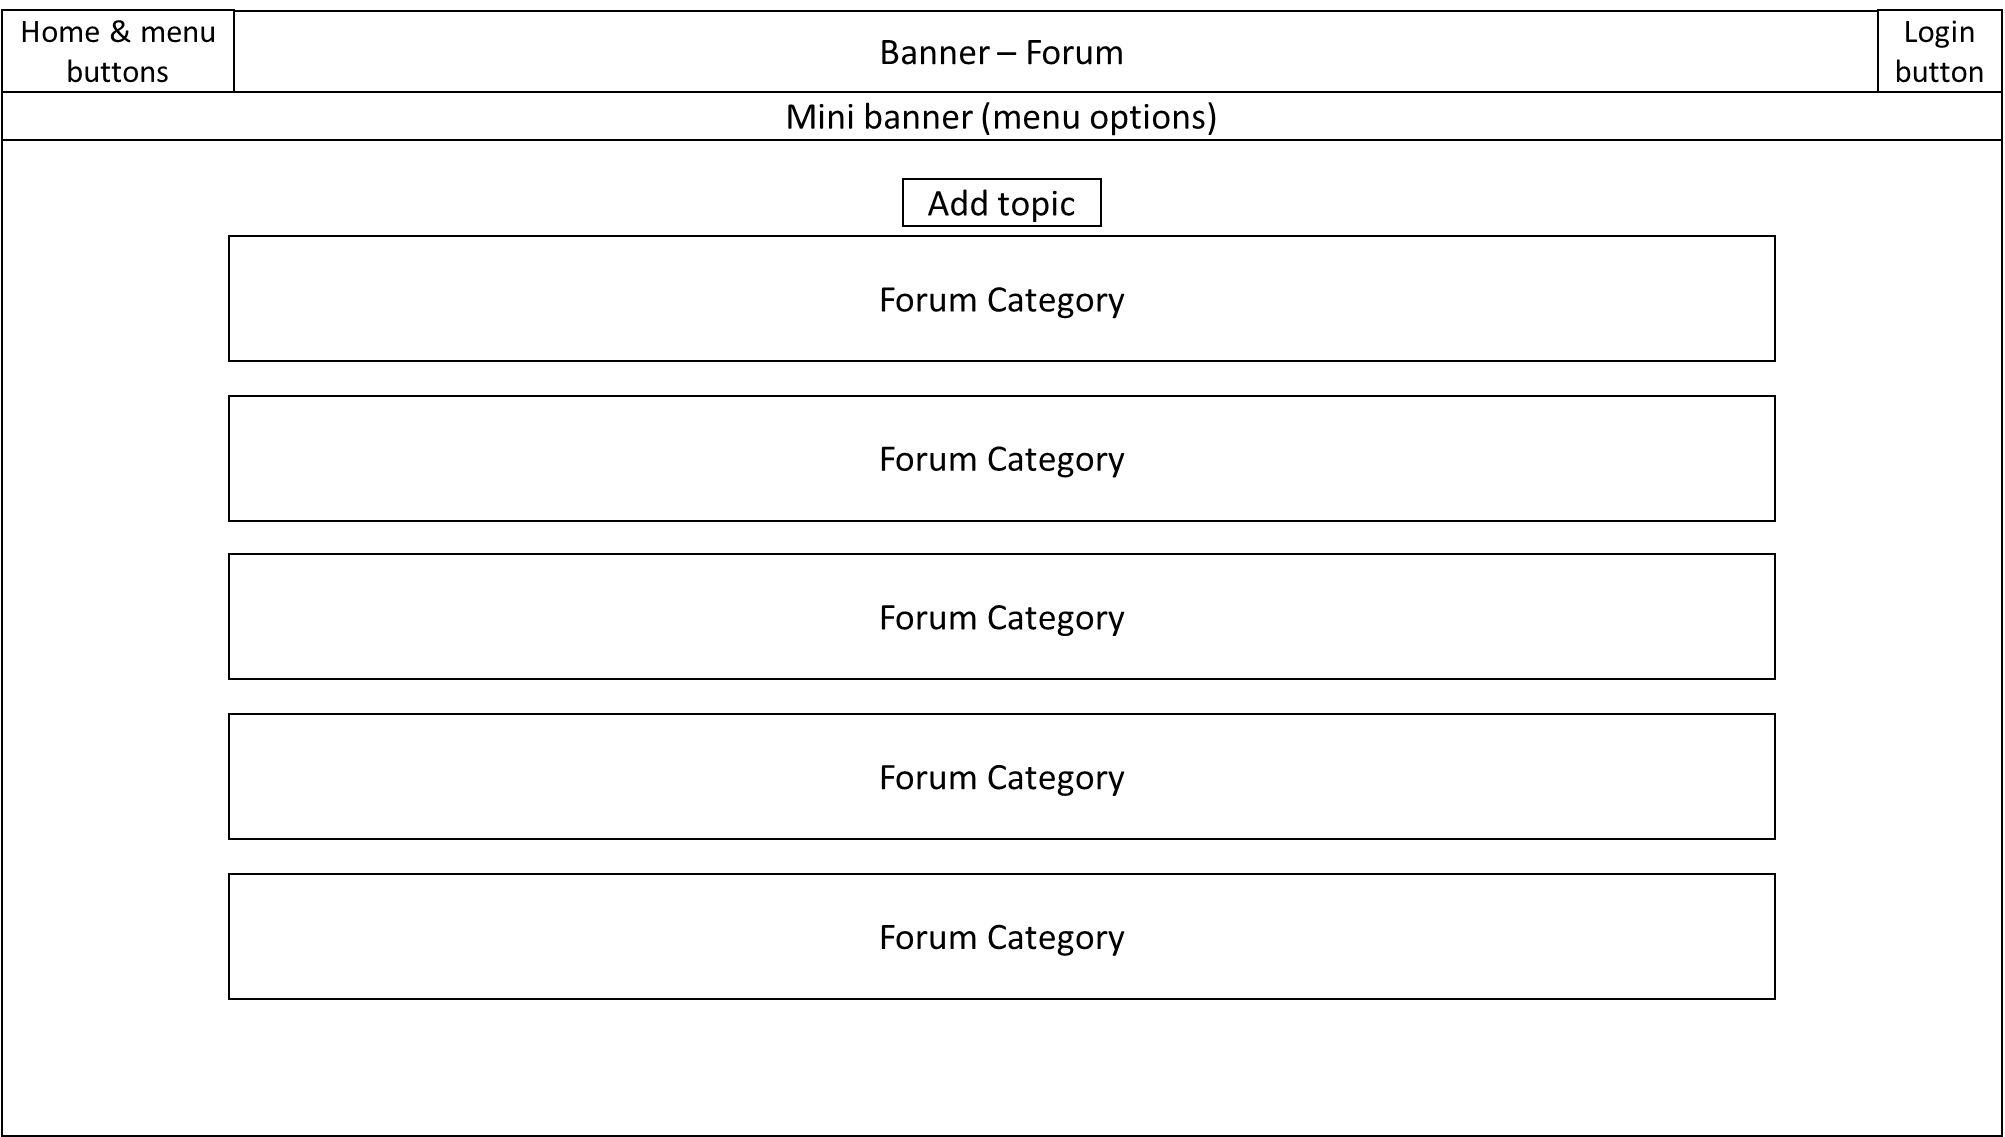 Home & menu
buttons
Banner – Forum
Login
button
Mini banner (menu options)
Add topic
Forum Category
Forum Category
Forum Category
Forum Category
Forum Category